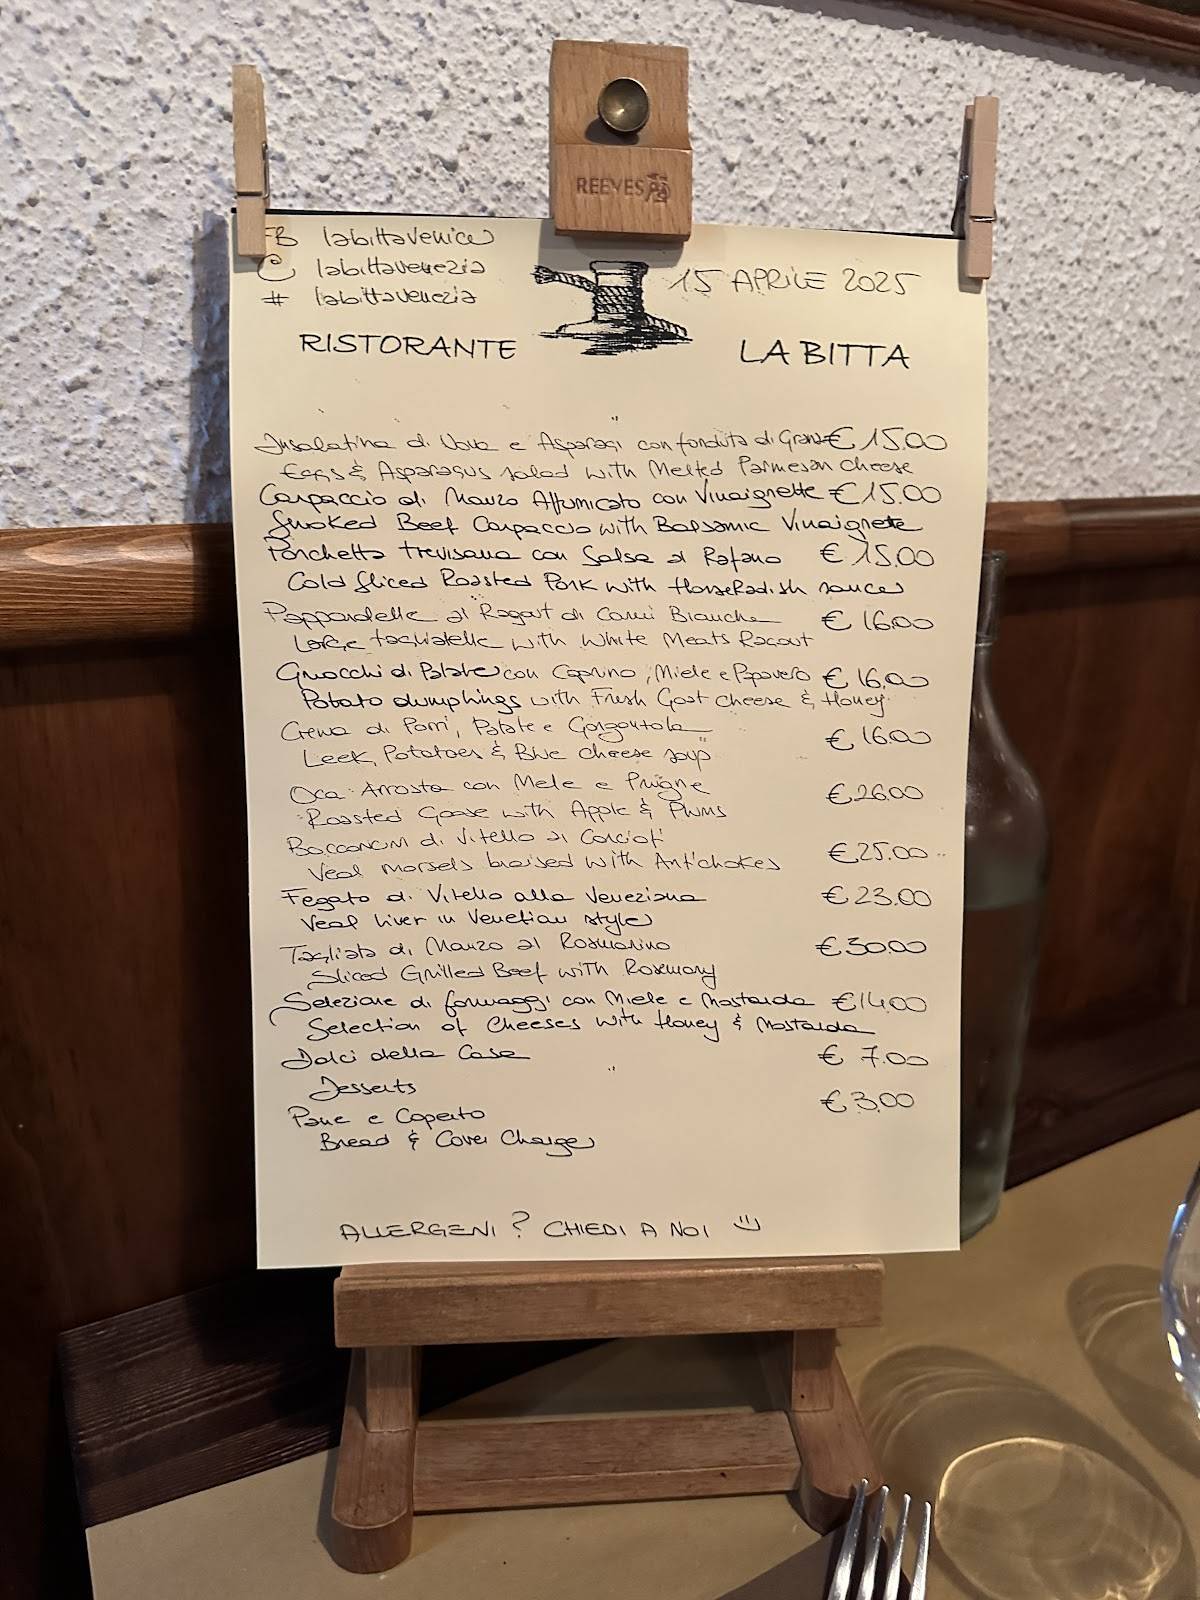 REEVES
FB labittavenice
@ labittavenezia
# labittavenezia
15 APRILE 2025
RISTORANTE LA BITTA
Insalatina di Uova e Asparagi con fonduta di Grana € 15.00
Eggs & Asparagus salad with Melted Parmesan cheese
Carpaccio di Manzo Affumicato con Vinaigrette € 15.00
Smoked Beef Carpaccio with Balsamic Vinaigrette
Porchetta trevisana con Salsa al Rafano € 15.00
Cold Sliced Roasted Pork with HorseRadish sauce
Pappardelle al Ragout di Carni Bianche € 16.00
Large tagliatelle with White Meats Ragout
Gnocchi di Patate con Caprino, Miele e Papavero € 16.00
Potato dumplings with Fresh Goat cheese & Honey
Crema di Porri, Patate e Gorgonzola € 16.00
Leek, Potatoes & Blue cheese soup
Oca Arrosta con Mele e Prugne € 26.00
Roasted Goose with Apple & Plums
Bocconcini di Vitello ai Carciofi € 25.00
Veal morsels braised with Artichokes
Fegato di Vitello alla Veneziana € 23.00
Veal Liver in Venetian style
Tagliata di Manzo al Rosmarino € 30.00
Sliced Grilled Beef with Rosemary
Selezione di formaggi con Miele e Mostarda € 14.00
Selection of Cheeses with Honey & Mostarda
Dolci della Casa € 7.00
Desserts
Pane e Coperto € 3.00
Bread & Cover Charge
ALLERGENI? CHIEDI A NOI